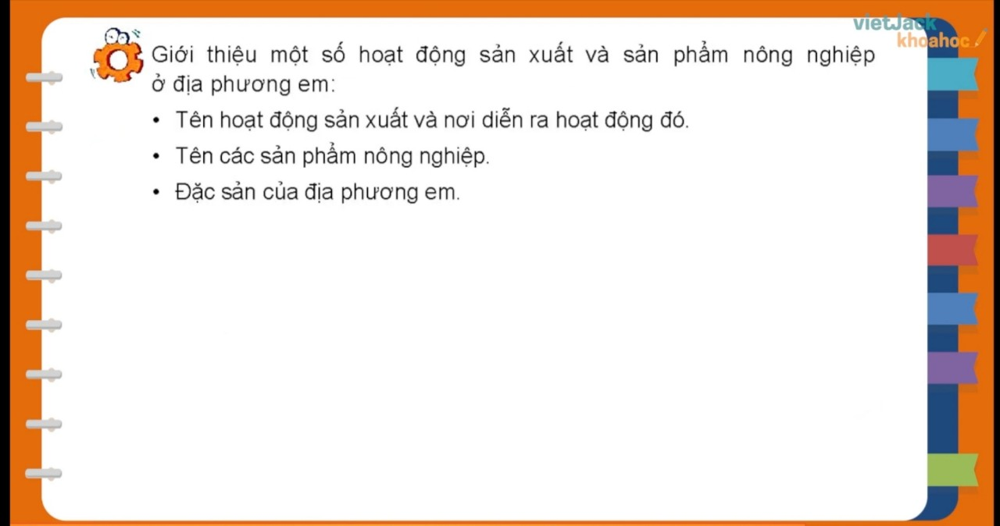 vietJack
khoahoc
Giới thiệu một số hoạt động sản xuất và sản phẩm nông nghiệp
ở địa phương em:
• Tên hoạt động sản xuất và nơi diễn ra hoạt động đó.
• Tên các sản phẩm nông nghiệp.
• Đặc sản của địa phương em.